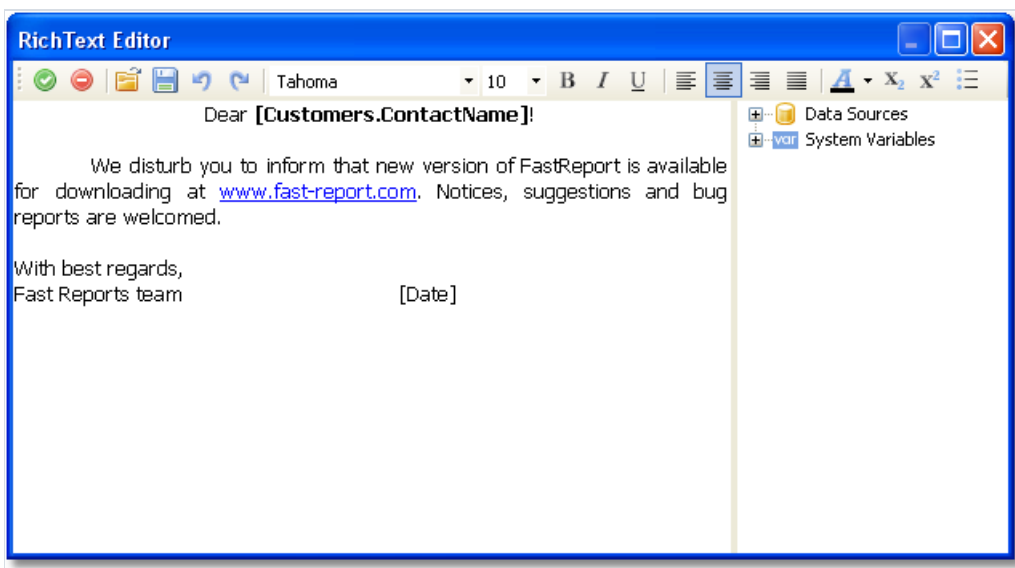 RichText Editor
Tahoma 10 B I U A X₂ X²
Dear [Customers.ContactName]!
Data Sources
var System Variables
We disturb you to inform that new version of FastReport is available
for downloading at www.fast-report.com. Notices, suggestions and bug
reports are welcomed.
With best regards,
Fast Reports team [Date]